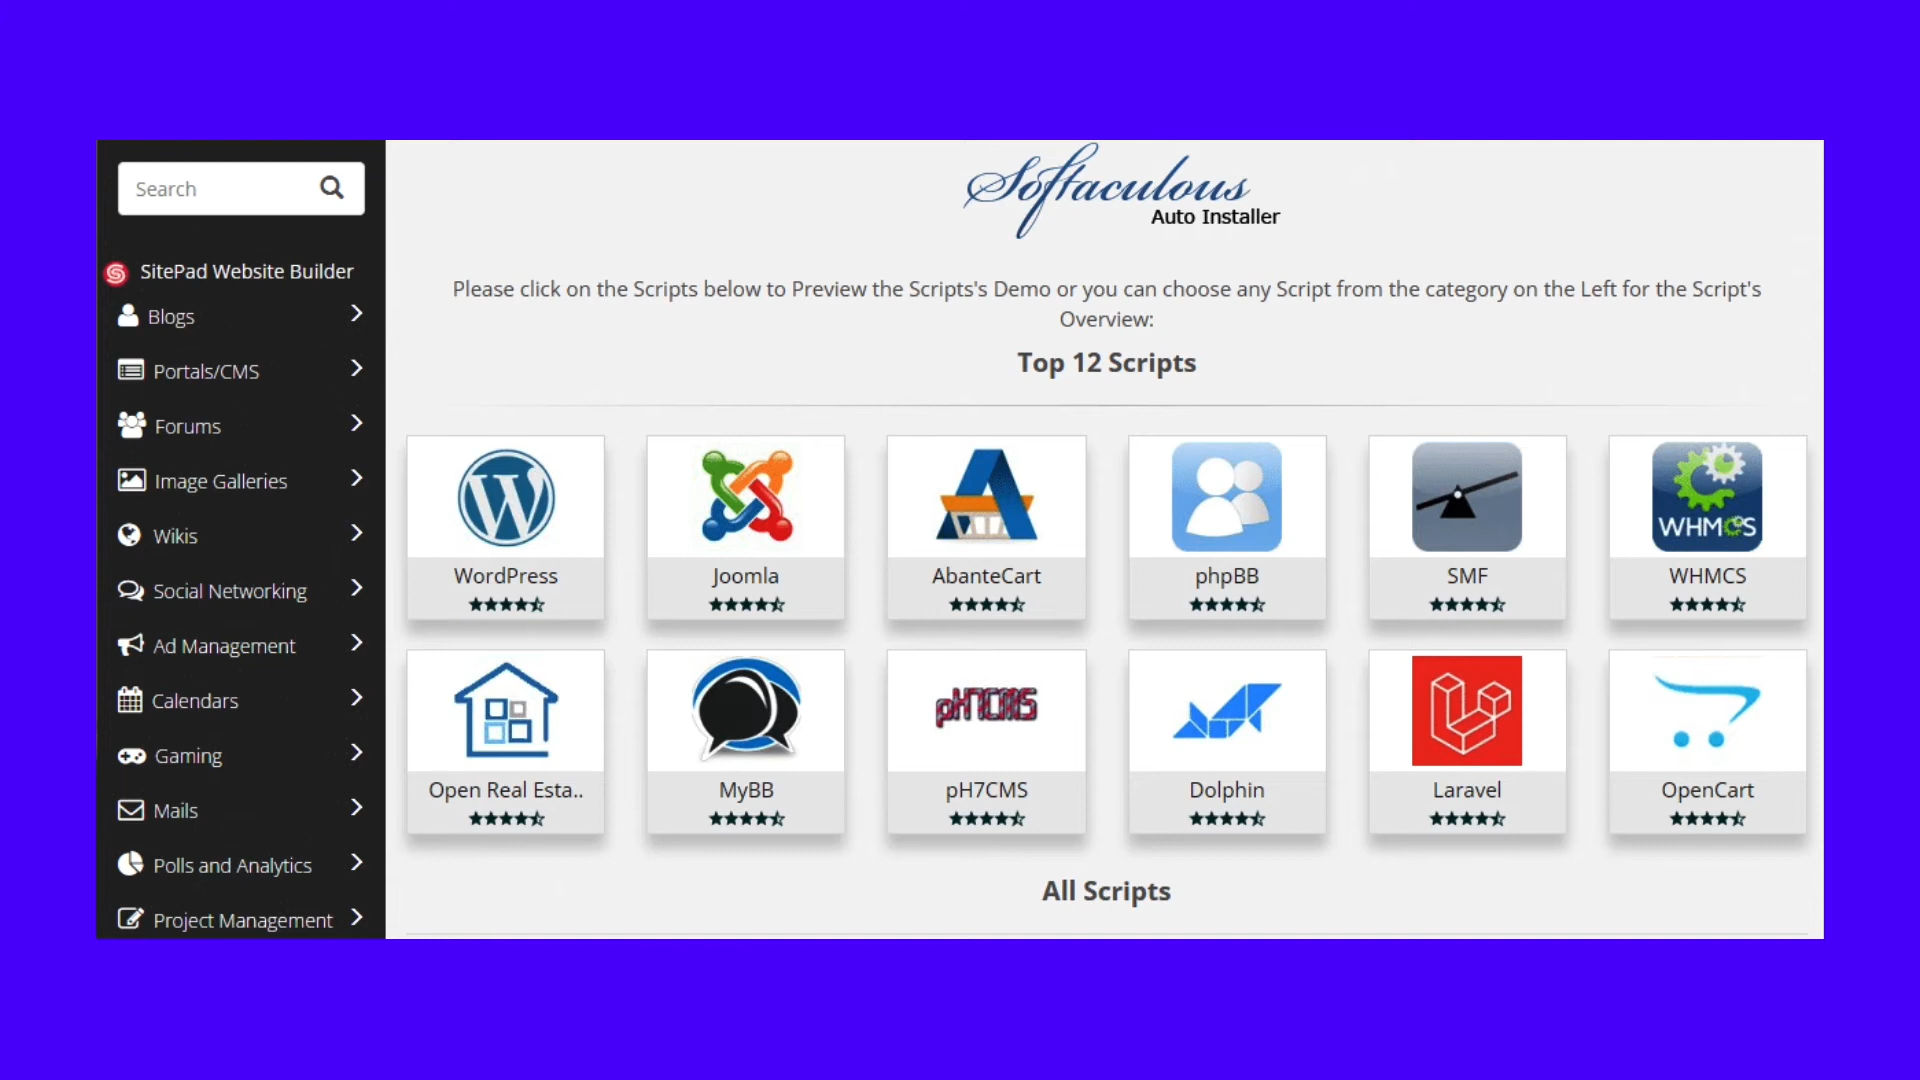 Search
SitePad Website Builder
Blogs
Portals/CMS
Forums
Image Galleries
Wikis
Social Networking
Ad Management
Calendars
Gaming
Mails
Polls and Analytics
Project Management
Softaculous
Auto Installer
Please click on the Scripts below to Preview the Scripts's Demo or you can choose any Script from the category on the Left for the Script's
Overview:
Top 12 Scripts
WHMCS
WordPress
Joomla
AbanteCart
phpBB
SMF
WHMCS
pH7CMS
Open Real Esta..
MyBB
pH7CMS
Dolphin
Laravel
OpenCart
All Scripts